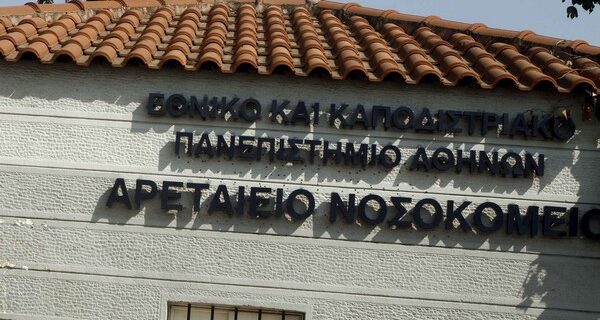 ΕΘΝΙΚΟ ΚΑΙ ΚΑΠΟΔΙΣΤΡΙΑΚΟ
ΠΑΝΕΠΙΣΤΗΜΙΟ ΑΘΗΝΩΝ
ΑΡΕΤΑΙΕΙΟ ΝΟΣΟΚΟΜΕΙΟ